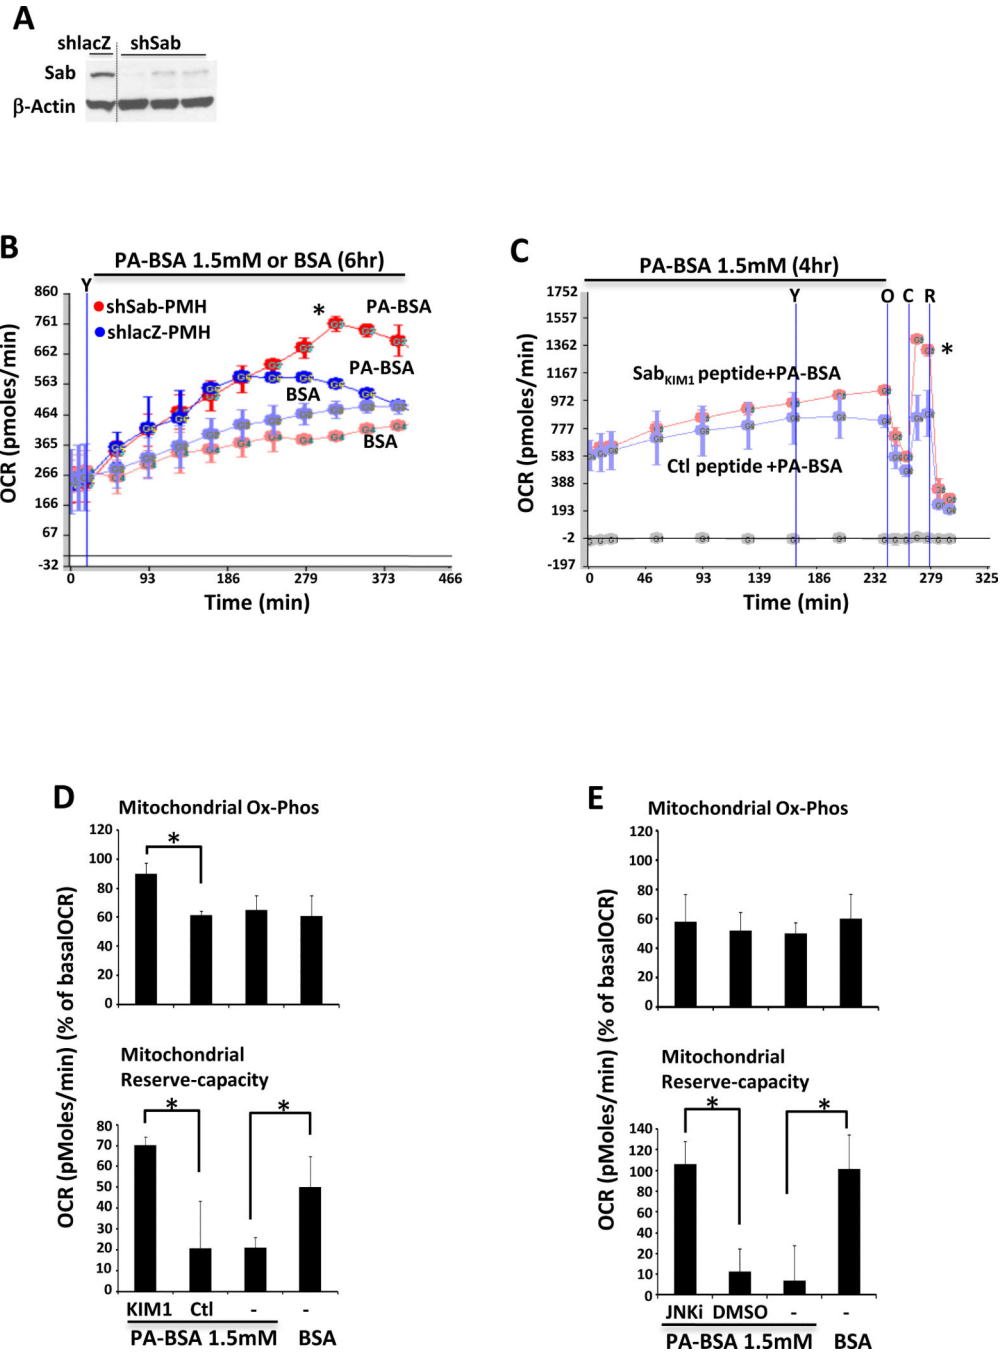 A
shlacZ shSab
Sab
β-Actin
B
PA-BSA 1.5mM or BSA (6hr)
Y
860
761
662
563
464
365
266
166
67
-32
OCR (pmoles/min)
shSab-PMH
shlacZ-PMH
*
PA-BSA
PA-BSA
BSA
BSA
0 93 186 279 373 466
Time (min)
C
PA-BSA 1.5mM (4hr)
Y O C R
1752
1557
1362
1167
972
777
583
388
193
-2
-197
OCR (pmoles/min)
SabKIM1 peptide+PA-BSA
*
Ctl peptide +PA-BSA
0 46 93 139 186 232 279 325
Time (min)
D
Mitochondrial Ox-Phos
120
100
80
60
40
20
0
*
OCR (pMoles/min) (% of basalOCR)
Mitochondrial
Reserve-capacity
80
70
60
50
40
30
20
10
0
* *
KIM1 Ctl - -
PA-BSA 1.5mM BSA
E
Mitochondrial Ox-Phos
120
100
80
60
40
20
0
OCR (pMoles/min) (% of basalOCR)
Mitochondrial
Reserve-capacity
140
120
100
80
60
40
20
10
0
* *
JNKi DMSO - -
PA-BSA 1.5mM BSA